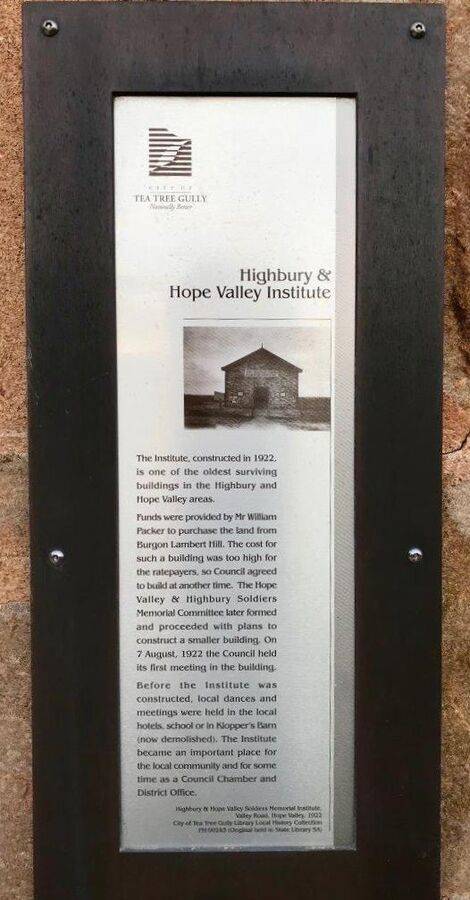 CITY OF
TEA TREE GULLY
Naturally Better
Highbury &
Hope Valley Institute
The Institute, constructed in 1922,
is one of the oldest surviving
buildings in the Highbury and
Hope Valley areas.
Funds were provided by Mr William
Packer to purchase the land from
Burgon Lambert Hill. The cost for
such a building was too high for
the ratepayers, so Council agreed
to build at another time. The Hope
Valley & Highbury Soldiers
Memorial Committee later formed
and proceeded with plans to
construct a smaller building. On
7 August, 1922 the Council held
its first meeting in the building.
Before the Institute was
constructed, local dances and
meetings were held in the local
hotels, school or in Klopper's Barn
(now demolished). The Institute
became an important place for
the local community and for some
time as a Council Chamber and
District Office.
Highbury & Hope Valley Soldiers Memorial Institute,
Valley Road, Hope Valley, 1922
City of Tea Tree Gully Library Local History Collection
(Original held in State Library SA)